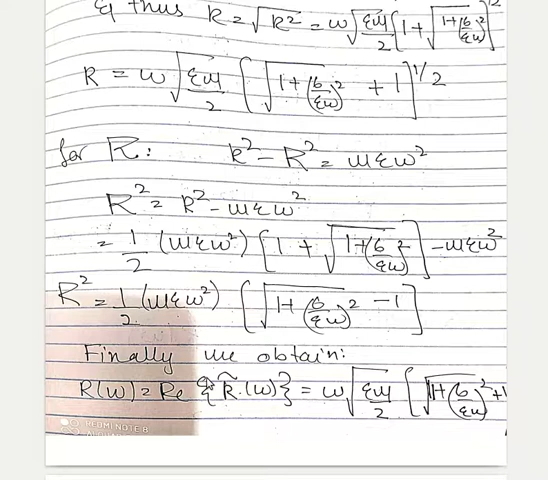 & thus R = √R² = ω √(εμ/2) [1 + √(1+(σ/εω)²)]^1/2
R = ω √(εμ/2) [√(1+(σ/εω)²) + 1]^1/2
for R: k² - R² = μεω²
R² = k² - μεω²
= 1/2 (μεω²) [1 + √(1+(σ/εω)²)] - μεω²
R² = 1/2 (μεω²) [√(1+(σ/εω)²) - 1]
Finally we obtain:
R(ω) = Re {k̃(ω)} = ω √(εμ/2) [√(1+(σ/εω)²) + 1
REDMI NOTE 8